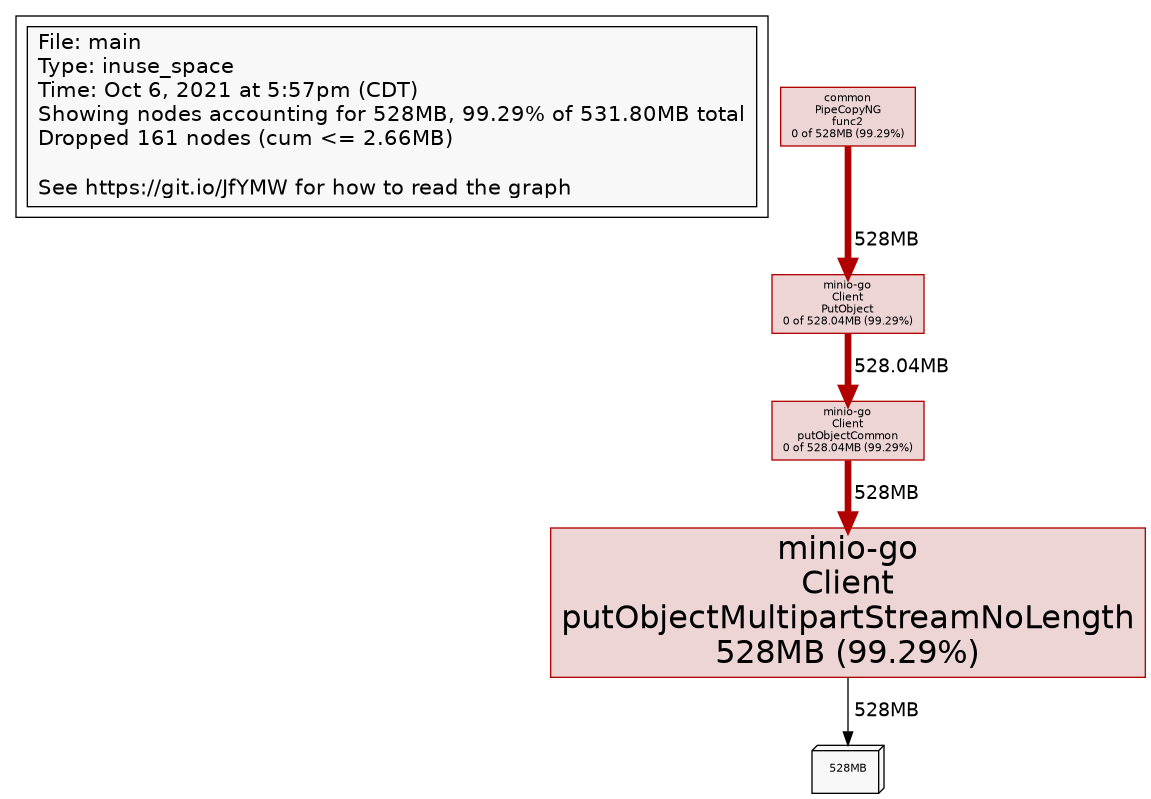 File: main
Type: inuse_space
Time: Oct 6, 2021 at 5:57pm (CDT)
Showing nodes accounting for 528MB, 99.29% of 531.80MB total
Dropped 161 nodes (cum <= 2.66MB)
See https://git.io/JfYMW for how to read the graph
common
PipeCopyNG
func2
0 of 528MB (99.29%)
528MB
minio-go
Client
PutObject
0 of 528.04MB (99.29%)
528.04MB
minio-go
Client
putObjectCommon
0 of 528.04MB (99.29%)
528MB
minio-go
Client
putObjectMultipartStreamNoLength
528MB (99.29%)
528MB
528MB